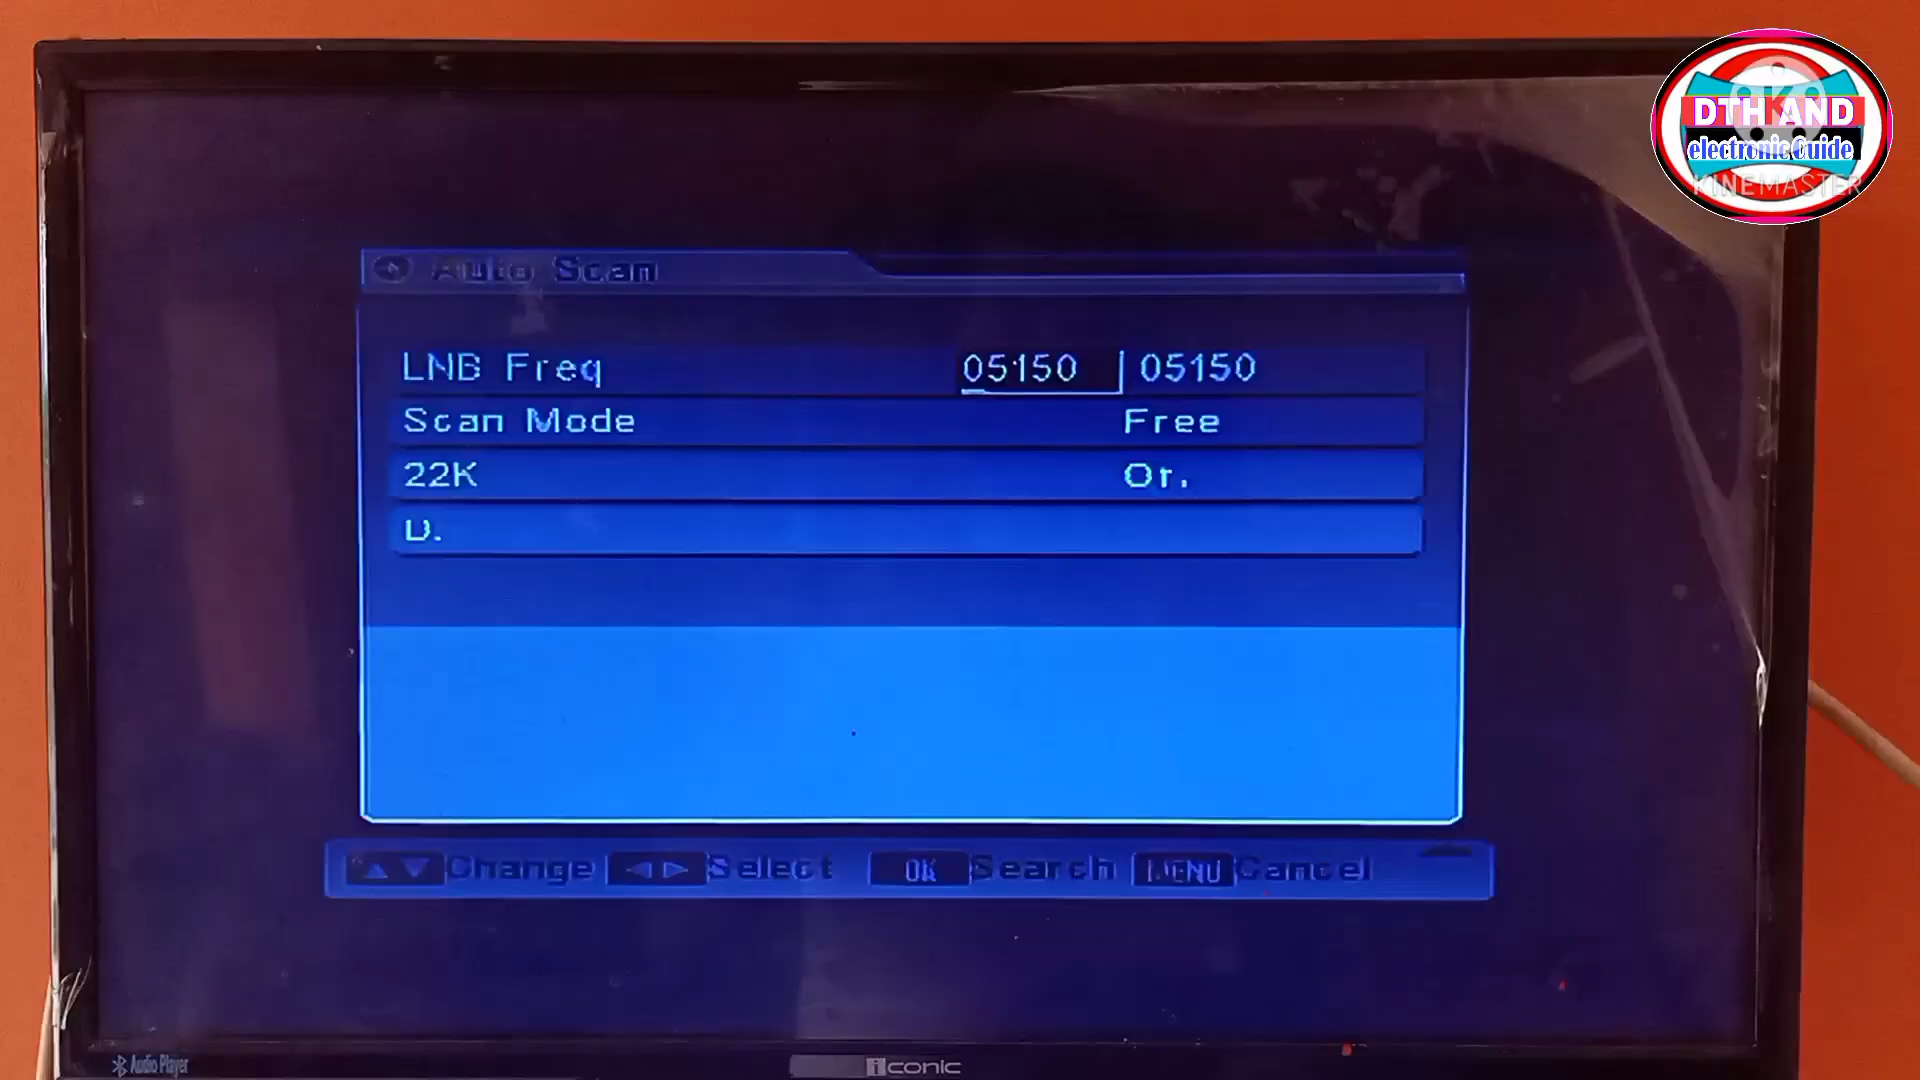 DTH AND
electronic Guide
KINEMASTER
Auto Scan
LNB Freq 05150 05150
Scan Mode Free
22K Or.
D.
Change Select OK Search MENU Cancel
Audio Player
iconic